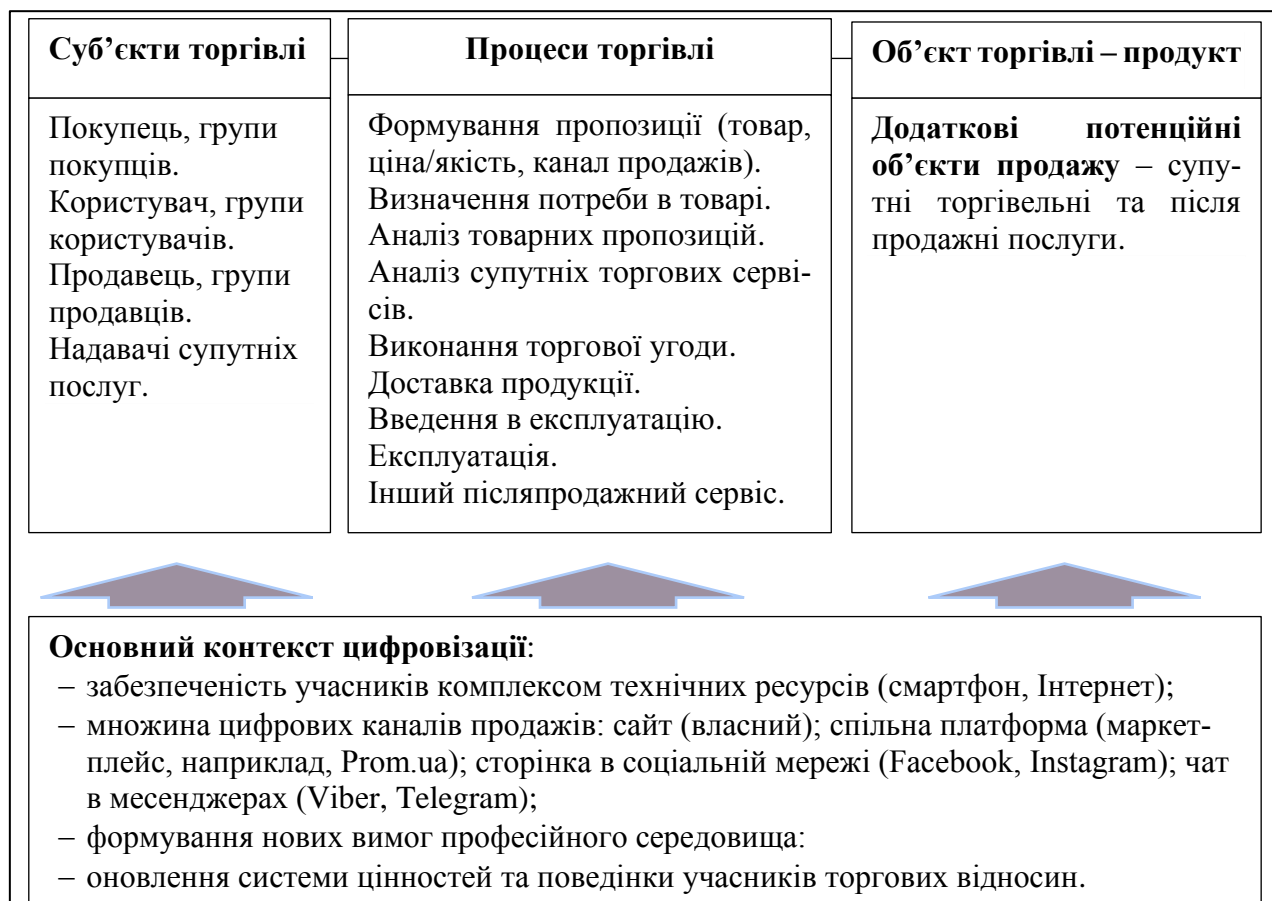 Суб’єкти торгівлі
Процеси торгівлі
Об’єкт торгівлі – продукт
Покупець, групи
покупців.
Користувач, групи
користувачів.
Продавець, групи
продавців.
Надавачі супутніх
послуг.
Формування пропозиції (товар,
ціна/якість, канал продажів).
Визначення потреби в товарі.
Аналіз товарних пропозицій.
Аналіз супутніх торгових серві-
сів.
Виконання торгової угоди.
Доставка продукції.
Введення в експлуатацію.
Експлуатація.
Інший післяпродажний сервіс.
Додаткові потенційні
об’єкти продажу – супу-
тні торгівельні та після
продажні послуги.
Основний контекст цифровізації:
– забезпеченість учасників комплексом технічних ресурсів (смартфон, Інтернет);
– множина цифрових каналів продажів: сайт (власний); спільна платформа (маркет-
плейс, наприклад, Prom.ua); сторінка в соціальній мережі (Facebook, Instagram); чат
в месенджерах (Viber, Telegram);
– формування нових вимог професійного середовища:
– оновлення системи цінностей та поведінки учасників торгових відносин.